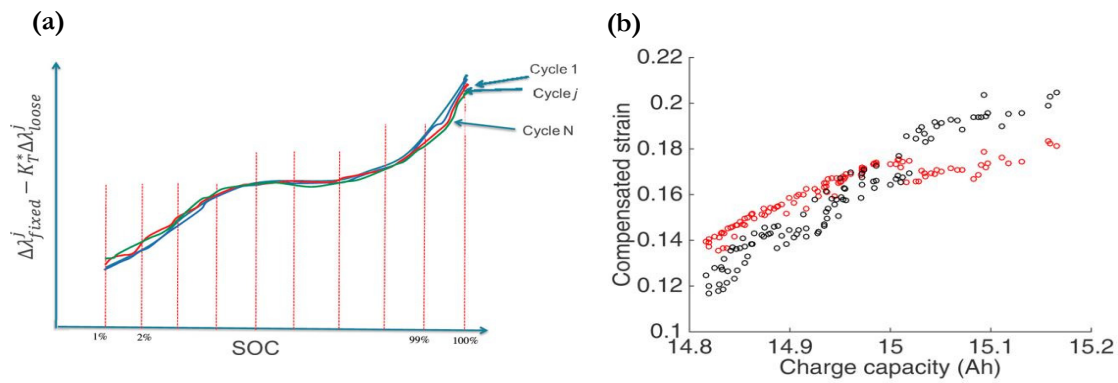 (a)
Δλ^j_fixed − K*_TΔλ^j_loose
Cycle 1
Cycle j
Cycle N
1%
2%
99%
100%
SOC
(b)
Compensated strain
0.22
0.2
0.18
0.16
0.14
0.12
0.1
14.8
14.9
15
15.1
15.2
Charge capacity (Ah)